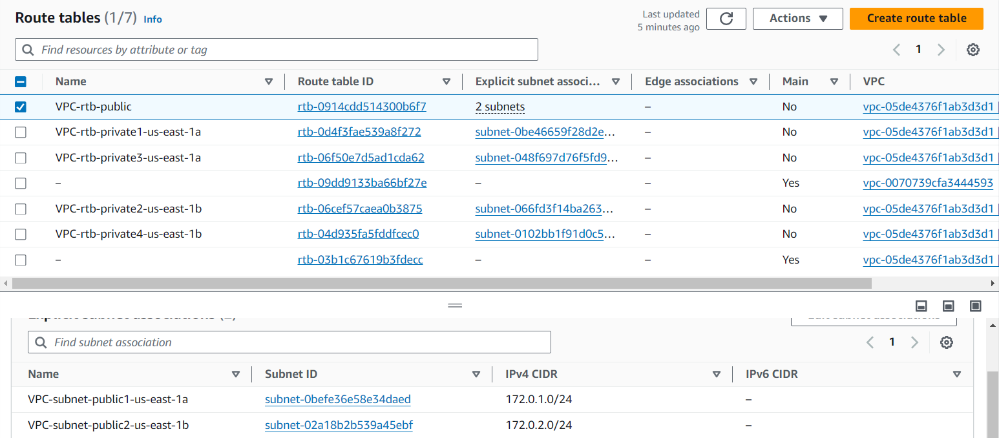 Route tables (1/7) Info
Last updated
5 minutes ago
Actions
Create route table
Find resources by attribute or tag
1
Name Route table ID Explicit subnet associ... Edge associations Main VPC
VPC-rtb-public rtb-0914cdd514300b6f7 2 subnets – No vpc-05de4376f1ab3d3d1
VPC-rtb-private1-us-east-1a rtb-0d4f3fae539a8f272 subnet-0be46659f28d2e... – No vpc-05de4376f1ab3d3d1
VPC-rtb-private3-us-east-1a rtb-06f50e7d5ad1cda62 subnet-048f697d76f5fd9... – No vpc-05de4376f1ab3d3d1
– rtb-09dd9133ba66bf27e – – Yes vpc-0070739cfa3444593
VPC-rtb-private2-us-east-1b rtb-06cef57caea0b3875 subnet-066fd3f14ba263... – No vpc-05de4376f1ab3d3d1
VPC-rtb-private4-us-east-1b rtb-04d935fa5fddfcec0 subnet-0102bb1f91d0c5... – No vpc-05de4376f1ab3d3d1
– rtb-03b1c67619b3fdecc – – Yes vpc-05de4376f1ab3d3d1
Find subnet association
1
Name Subnet ID IPv4 CIDR IPv6 CIDR
VPC-subnet-public1-us-east-1a subnet-0befe36e58e34daed 172.0.1.0/24 –
VPC-subnet-public2-us-east-1b subnet-02a18b2b539a45ebf 172.0.2.0/24 –